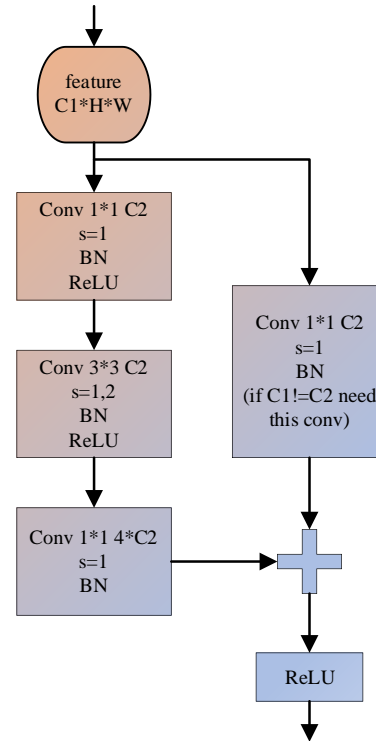 feature
C1*H*W
Conv 1*1 C2
s=1
BN
ReLU
Conv 3*3 C2
s=1,2
BN
ReLU
Conv 1*1 4*C2
s=1
BN
Conv 1*1 C2
s=1
BN
(if C1!=C2 need
this conv)
ReLU